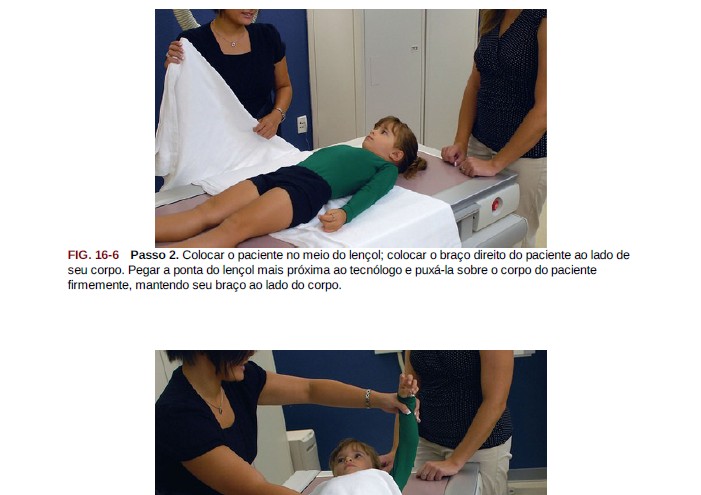 FIG. 16-6 Passo 2. Colocar o paciente no meio do lençol; colocar o braço direito do paciente ao lado de
seu corpo. Pegar a ponta do lençol mais próxima ao tecnólogo e puxá-la sobre o corpo do paciente
firmemente, mantendo seu braço ao lado do corpo.